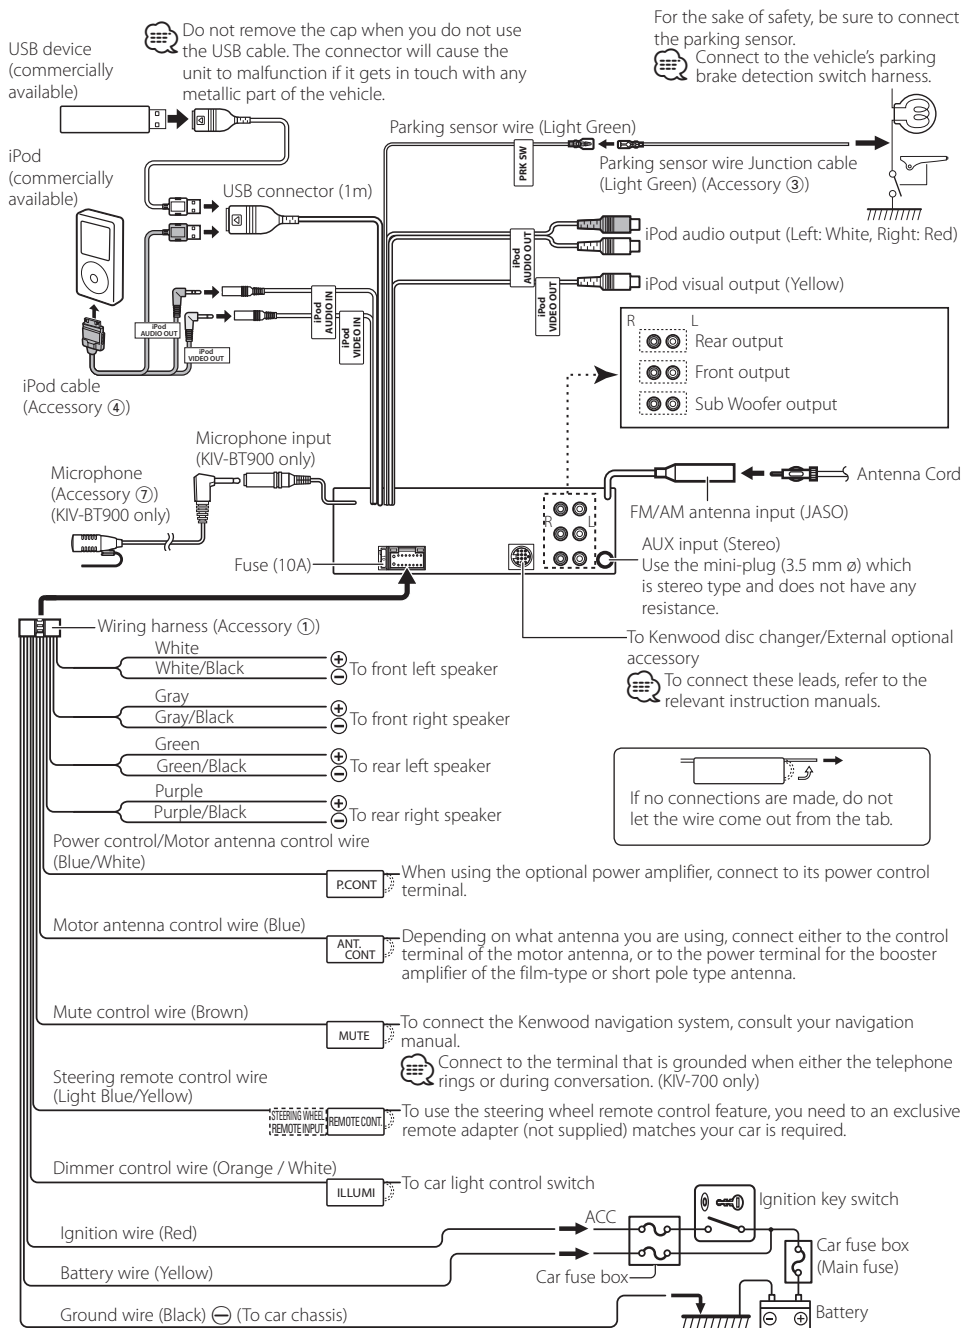 For the sake of safety, be sure to connect
the parking sensor.
Connect to the vehicle's parking
brake detection switch harness.
Do not remove the cap when you do not use
the USB cable. The connector will cause the
unit to malfunction if it gets in touch with any
metallic part of the vehicle.
USB device
(commercially
available)
Parking sensor wire (Light Green)
PRK SW
Parking sensor wire Junction cable
(Light Green) (Accessory ③)
iPod
(commercially
available)
USB connector (1m)
iPod audio output (Left: White, Right: Red)
iPod
AUDIO OUT
iPod visual output (Yellow)
iPod
VIDEO OUT
iPod
AUDIO IN
iPod
VIDEO IN
iPod
AUDIO OUT
iPod
VIDEO OUT
iPod cable
(Accessory ④)
R L
Rear output
Front output
Sub Woofer output
Microphone input
(KIV-BT900 only)
Microphone
(Accessory ⑦)
(KIV-BT900 only)
Antenna Cord
FM/AM antenna input (JASO)
R L
AUX input (Stereo)
Use the mini-plug (3.5 mm ø) which
is stereo type and does not have any
resistance.
Fuse (10A)
To Kenwood disc changer/External optional
accessory
To connect these leads, refer to the
relevant instruction manuals.
Wiring harness (Accessory ①)
White
White/Black
⊕
⊖
To front left speaker
Gray
Gray/Black
⊕
⊖
To front right speaker
Green
Green/Black
⊕
⊖
To rear left speaker
Purple
Purple/Black
⊕
⊖
To rear right speaker
If no connections are made, do not
let the wire come out from the tab.
Power control/Motor antenna control wire
(Blue/White)
P.CONT
When using the optional power amplifier, connect to its power control
terminal.
Motor antenna control wire (Blue)
ANT.
CONT
Depending on what antenna you are using, connect either to the control
terminal of the motor antenna, or to the power terminal for the booster
amplifier of the film-type or short pole type antenna.
Mute control wire (Brown)
MUTE
To connect the Kenwood navigation system, consult your navigation
manual.
Connect to the terminal that is grounded when either the telephone
rings or during conversation. (KIV-700 only)
Steering remote control wire
(Light Blue/Yellow)
STEERING WHEEL
REMOTE INPUT
REMOTE CONT.
To use the steering wheel remote control feature, you need to an exclusive
remote adapter (not supplied) matches your car is required.
Dimmer control wire (Orange / White)
ILLUMI
To car light control switch
Ignition key switch
ACC
Ignition wire (Red)
Car fuse box
(Main fuse)
Battery wire (Yellow)
Car fuse box
Ground wire (Black) ⊖ (To car chassis)
⊖ ⊕
Battery